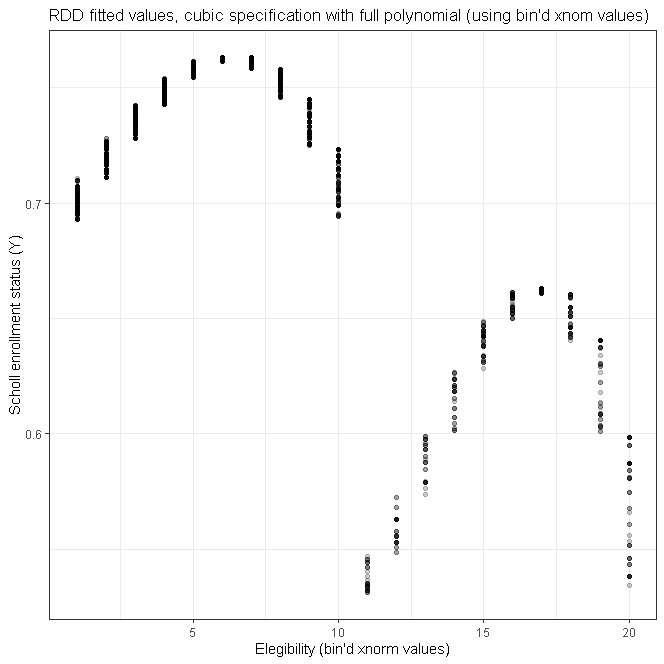 RDD fitted values, cubic specification with full polynomial (using bin'd xnom values)
Scholl enrollment status (Y)
0.7
0.6
5
10
15
20
Elegibility (bin'd xnorm values)